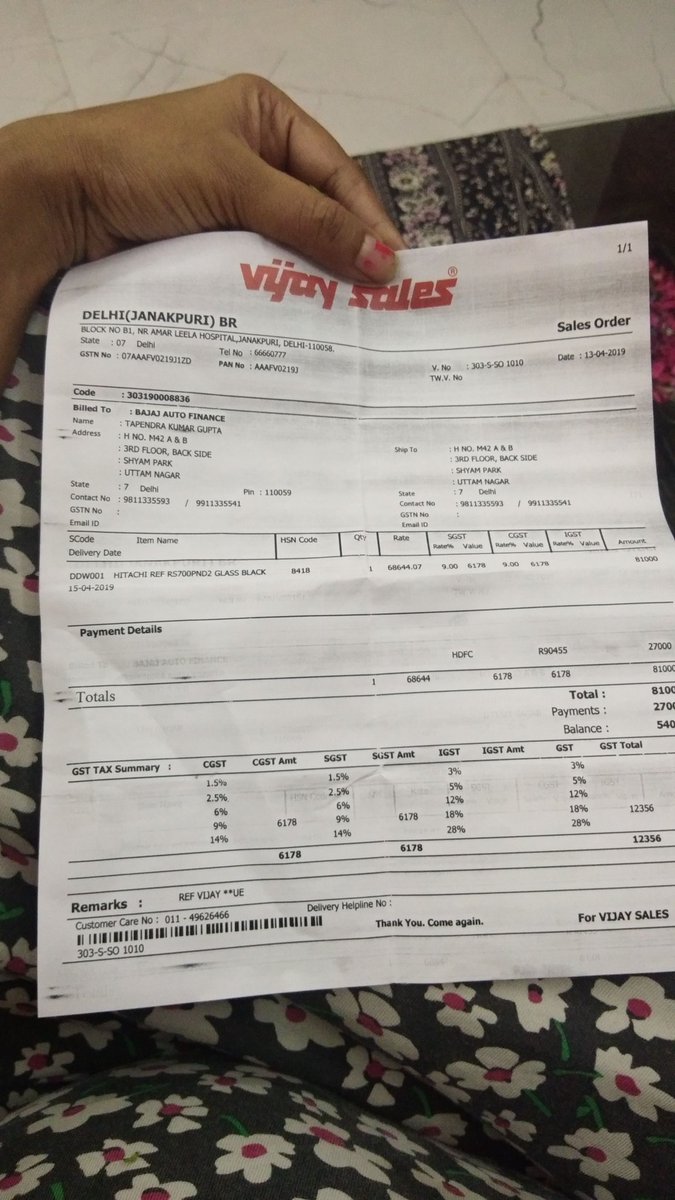 1/1
vijay sales®
DELHI(JANAKPURI) BR
Sales Order
BLOCK NO B1, NR AMAR LEELA HOSPITAL,JANAKPURI, DELHI-110058.
State : 07 Delhi Tel No : 66660777
GSTN No : 07AAAFV0219J1ZD PAN No : AAAFV0219J
V. No : 303-S-SO 1010 Date : 13-04-2019
TW.V. No
Code : 303190008836
Billed To : BAJAJ AUTO FINANCE
Name : TAPENDRA KUMAR GUPTA
Address : H NO. M42 A & B Ship To : H NO. M42 A & B
: 3RD FLOOR, BACK SIDE : 3RD FLOOR, BACK SIDE
: SHYAM PARK : SHYAM PARK
: UTTAM NAGAR : UTTAM NAGAR
State : 7 Delhi Pin : 110059 State : 7 Delhi
Contact No : 9811335593 / 9911335541 Contact No : 9811335593 / 9911335541
GSTN No : GSTN No :
Email ID Email ID
SCode Item Name HSN Code Qty Rate SGST CGST IGST Amount
Delivery Date Rate% Value Rate% Value Rate% Value
DDW001 HITACHI REF RS700PND2 GLASS BLACK 8418 1 68644.07 9.00 6178 9.00 6178 81000
15-04-2019
Payment Details
HDFC R90455 27000
Totals 1 68644 6178 6178 81000
Total : 8100
Payments : 2700
Balance : 540
GST TAX Summary : CGST CGST Amt SGST SGST Amt IGST IGST Amt GST GST Total
1.5% 1.5% 3% 3%
2.5% 2.5% 5% 5%
6% 6% 12% 12%
9% 6178 9% 6178 18% 18% 12356
14% 14% 28% 28%
6178 6178 12356
Remarks : REF VIJAY **UE
Customer Care No : 011 - 49626466 Delivery Helpline No :
Thank You. Come again. For VIJAY SALES
303-S-SO 1010